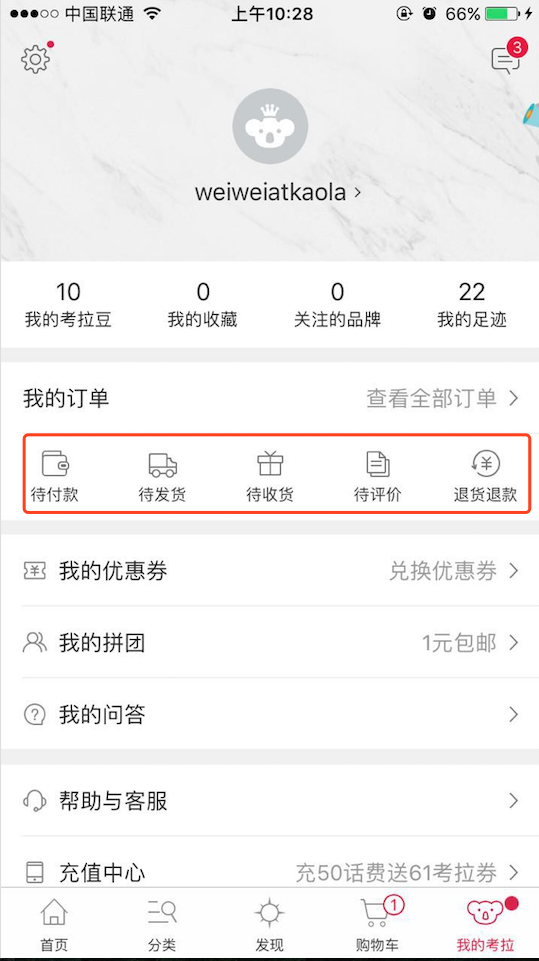 中国联通 上午10:28 66%
3
weiweiatkaola
10 0 0 22
我的考拉豆 我的收藏 关注的品牌 我的足迹
我的订单 查看全部订单
待付款 待发货 待收货 待评价 退货退款
我的优惠券 兑换优惠券
我的拼团 1元包邮
我的问答
帮助与客服
充值中心 充50话费送61考拉券
1
首页 分类 发现 购物车 我的考拉